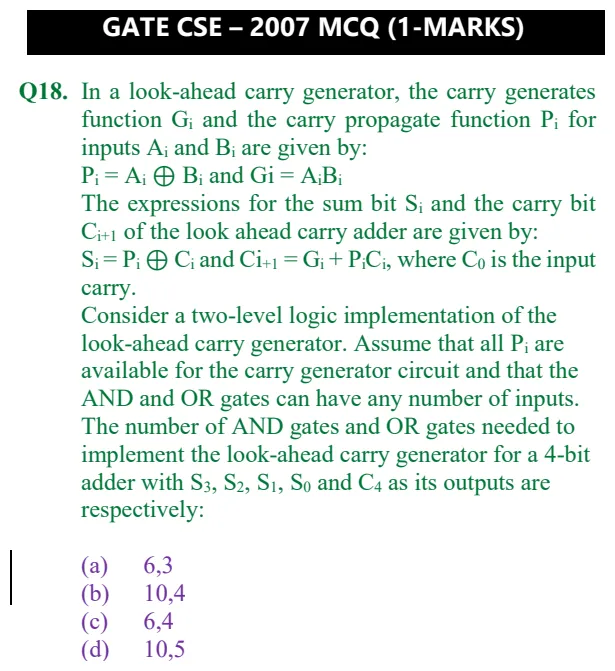 GATE CSE – 2007 MCQ (1-MARKS)
Q18. In a look-ahead carry generator, the carry generates
function Gᵢ and the carry propagate function Pᵢ for
inputs Aᵢ and Bᵢ are given by:
Pᵢ = Aᵢ ⊕ Bᵢ and Gi = AᵢBᵢ
The expressions for the sum bit Sᵢ and the carry bit
Cᵢ₊₁ of the look ahead carry adder are given by:
Sᵢ = Pᵢ ⊕ Cᵢ and Ci₊₁ = Gᵢ + PᵢCᵢ, where C₀ is the input
carry.
Consider a two-level logic implementation of the
look-ahead carry generator. Assume that all Pᵢ are
available for the carry generator circuit and that the
AND and OR gates can have any number of inputs.
The number of AND gates and OR gates needed to
implement the look-ahead carry generator for a 4-bit
adder with S₃, S₂, S₁, S₀ and C₄ as its outputs are
respectively:
(a) 6,3
(b) 10,4
(c) 6,4
(d) 10,5